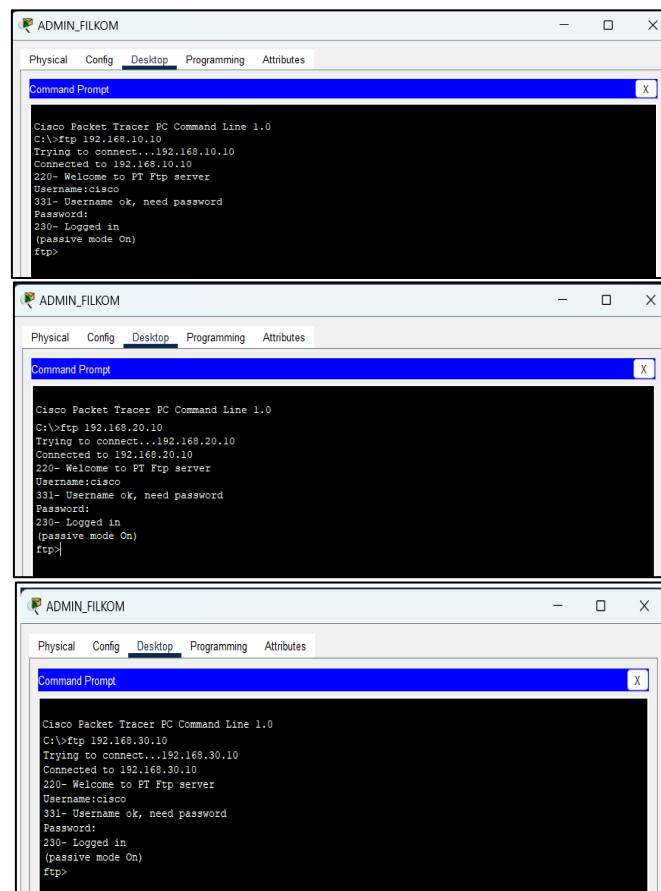 ADMIN_FILKOM
Physical Config Desktop Programming Attributes
Command Prompt
X
Cisco Packet Tracer PC Command Line 1.0
C:\>ftp 192.168.10.10
Trying to connect...192.168.10.10
Connected to 192.168.10.10
220- Welcome to PT Ftp server
Username:cisco
331- Username ok, need password
Password:
230- Logged in
(passive mode On)
ftp>
ADMIN_FILKOM
Physical Config Desktop Programming Attributes
Command Prompt
X
Cisco Packet Tracer PC Command Line 1.0
C:\>ftp 192.168.20.10
Trying to connect...192.168.20.10
Connected to 192.168.20.10
220- Welcome to PT Ftp server
Username:cisco
331- Username ok, need password
Password:
230- Logged in
(passive mode On)
ftp>
ADMIN_FILKOM
Physical Config Desktop Programming Attributes
Command Prompt
X
Cisco Packet Tracer PC Command Line 1.0
C:\>ftp 192.168.30.10
Trying to connect...192.168.30.10
Connected to 192.168.30.10
220- Welcome to PT Ftp server
Username:cisco
331- Username ok, need password
Password:
230- Logged in
(passive mode On)
ftp>